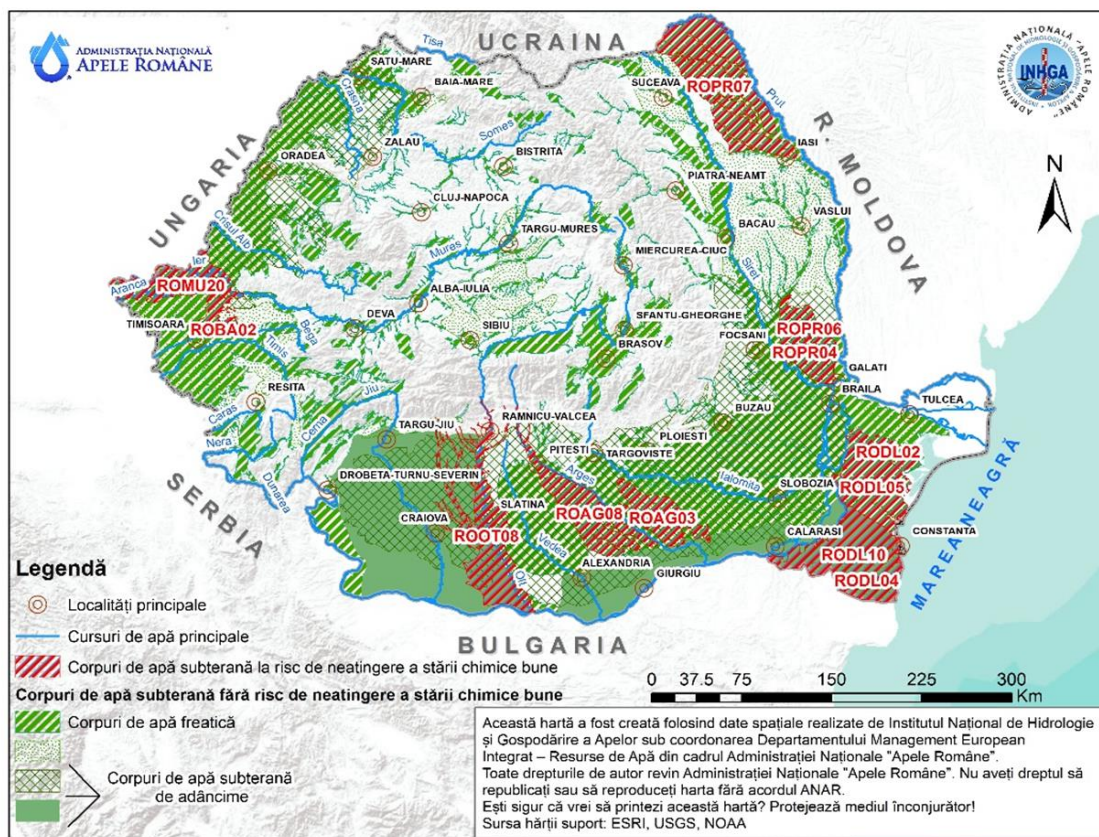 ADMINISTRAȚIA NAȚIONALĂ
APELE ROMÂNE
ADMINISTRAȚIA NAȚIONALĂ "APELE ROMÂNE"
INHGA
UCRAINA
R. MOLDOVA
UNGARIA
SERBIA
BULGARIA
MAREA NEAGRĂ
N
Tisa
SATU-MARE
BAIA-MARE
SUCEAVA
ROPR07
Prut
Crasna
Somes
ZALAU
BISTRITA
IASI
ORADEA
PIATRA-NEAMT
CLUJ-NAPOCA
VASLUI
BACAU
Crisul Alb
TARGU-MURES
Mures
MIERCUREA-CIUC
Siret
Ier
Aranca
ROMU20
ALBA-IULIA
SFANTU-GHEORGHE
ROPR06
TIMISOARA
ROBA02
DEVA
SIBIU
FOCSANI
ROPR04
Bega
Timis
BRASOV
GALATI
BRAILA
RESITA
TULCEA
Jiu
Caras
Nera
Cerna
TARGU-JIU
RAMNICU-VALCEA
BUZAU
PLOIESTI
PITESTI
TARGOVISTE
RODL02
Dunarea
DROBETA-TURNU-SEVERIN
Arges
Ialomita
SLOBOZIA
RODL05
SLATINA
ROAG08
ROAG03
CRAIOVA
ROOT08
CALARASI
CONSTANTA
Vedea
RODL10
ALEXANDRIA
Olt
GIURGIU
RODL04
Legendă
Localități principale
Cursuri de apă principale
Corpuri de apă subterană la risc de neatingere a stării chimice bune
Corpuri de apă subterană fără risc de neatingere a stării chimice bune
Corpuri de apă freatică
Corpuri de apă subterană
de adâncime
0 37.5 75 150 225 300
Km
Această hartă a fost creată folosind date spațiale realizate de Institutul Național de Hidrologie
și Gospodărire a Apelor sub coordonarea Departamentului Management European
Integrat – Resurse de Apă din cadrul Administrației Naționale "Apele Române".
Toate drepturile de autor revin Administrației Naționale "Apele Române". Nu aveți dreptul să
republicați sau să reproduceți harta fără acordul ANAR.
Ești sigur că vrei să printezi această hartă? Protejează mediul înconjurător!
Sursa hărții suport: ESRI, USGS, NOAA